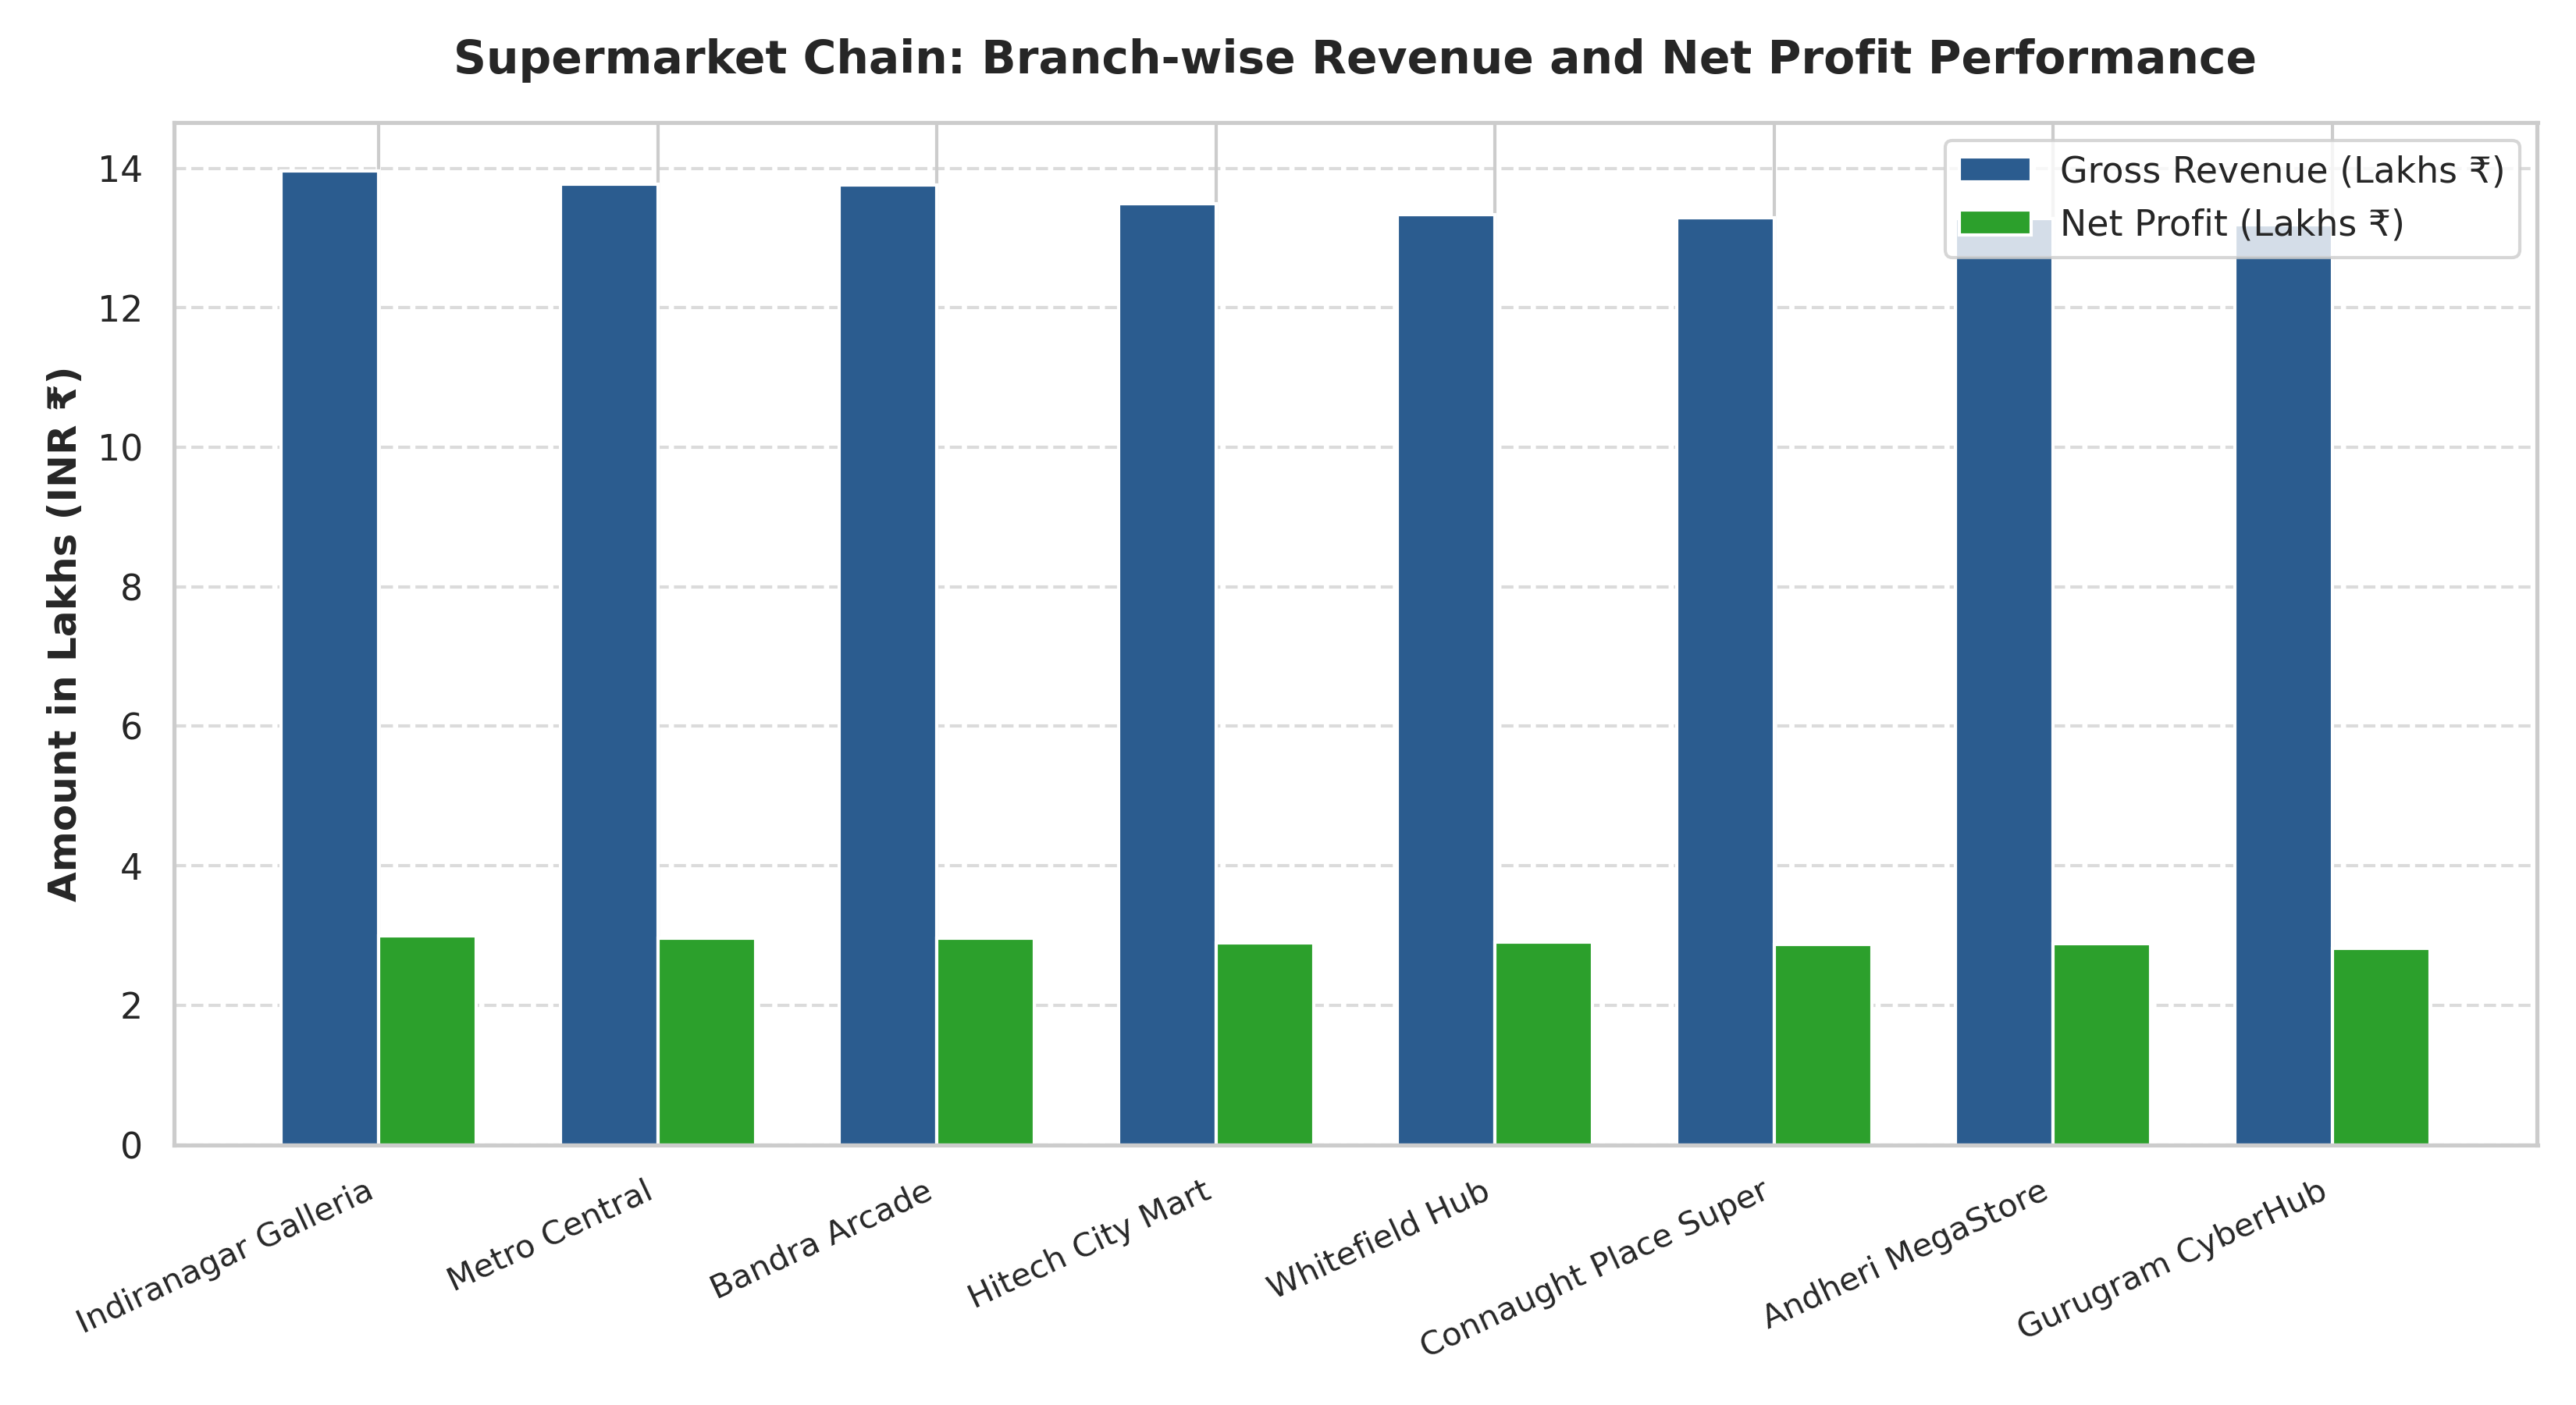 Supermarket Chain: Branch-wise Revenue and Net Profit Performance
Gross Revenue (Lakhs ₹)
Net Profit (Lakhs ₹)
Amount in Lakhs (INR ₹)
14
12
10
8
6
4
2
0
Indiranagar Galleria
Metro Central
Bandra Arcade
Hitech City Mart
Whitefield Hub
Connaught Place Super
Andheri MegaStore
Gurugram CyberHub